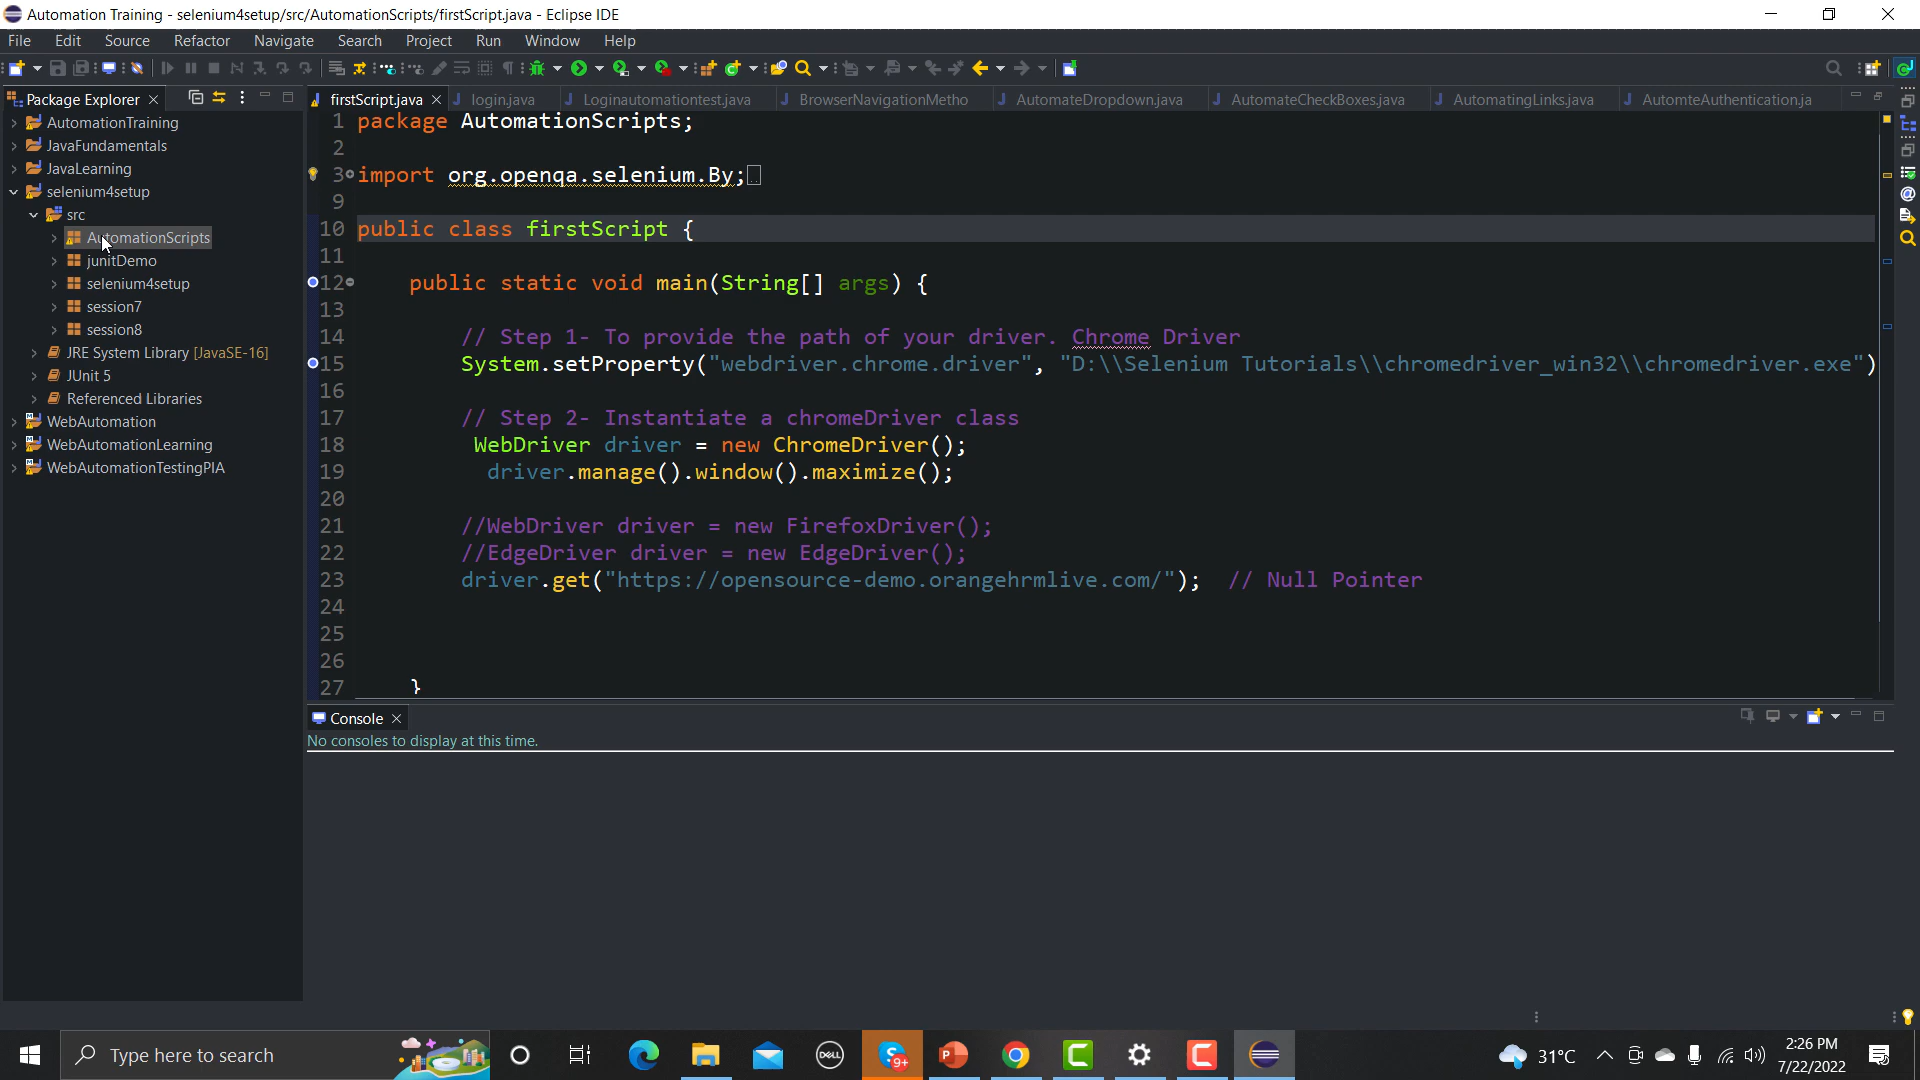 Automation Training - selenium4setup/src/AutomationScripts/firstScript.java - Eclipse IDE
File Edit Source Refactor Navigate Search Project Run Window Help
Package Explorer
AutomationTraining
JavaFundamentals
JavaLearning
selenium4setup
src
AutomationScripts
junitDemo
selenium4setup
session7
session8
JRE System Library [JavaSE-16]
JUnit 5
Referenced Libraries
WebAutomation
WebAutomationLearning
WebAutomationTestingPIA
firstScript.java login.java Loginautomationtest.java BrowserNavigationMetho AutomateDropdown.java AutomateCheckBoxes.java AutomatingLinks.java AutomteAuthentication.ja
1 package AutomationScripts;
2
3 import org.openqa.selenium.By;
9
10 public class firstScript {
11
12 public static void main(String[] args) {
13
14 // Step 1- To provide the path of your driver. Chrome Driver
15 System.setProperty("webdriver.chrome.driver", "D:\\Selenium Tutorials\\chromedriver_win32\\chromedriver.exe")
16
17 // Step 2- Instantiate a chromeDriver class
18 WebDriver driver = new ChromeDriver();
19 driver.manage().window().maximize();
20
21 //WebDriver driver = new FirefoxDriver();
22 //EdgeDriver driver = new EdgeDriver();
23 driver.get("https://opensource-demo.orangehrmlive.com/"); // Null Pointer
24
25
26
27 }
Console
No consoles to display at this time.
Type here to search
DELL
9+
31°C
2:26 PM
7/22/2022